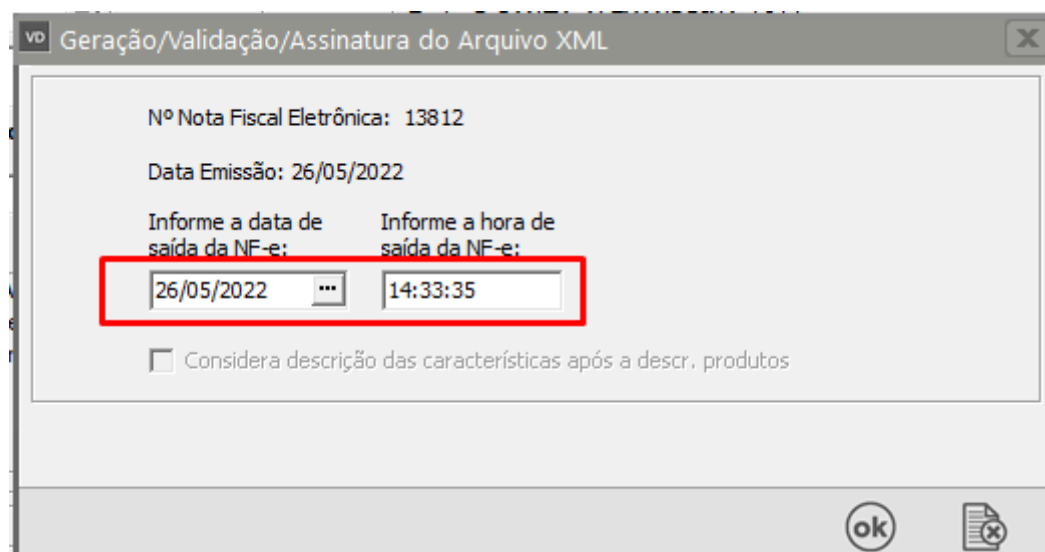 VD Geração/Validação/Assinatura do Arquivo XML
Nº Nota Fiscal Eletrônica: 13812
Data Emissão: 26/05/2022
Informe a data de
saída da NF-e:
Informe a hora de
saída da NF-e:
26/05/2022 ...
14:33:35
Considera descrição das características após a descr. produtos
ok